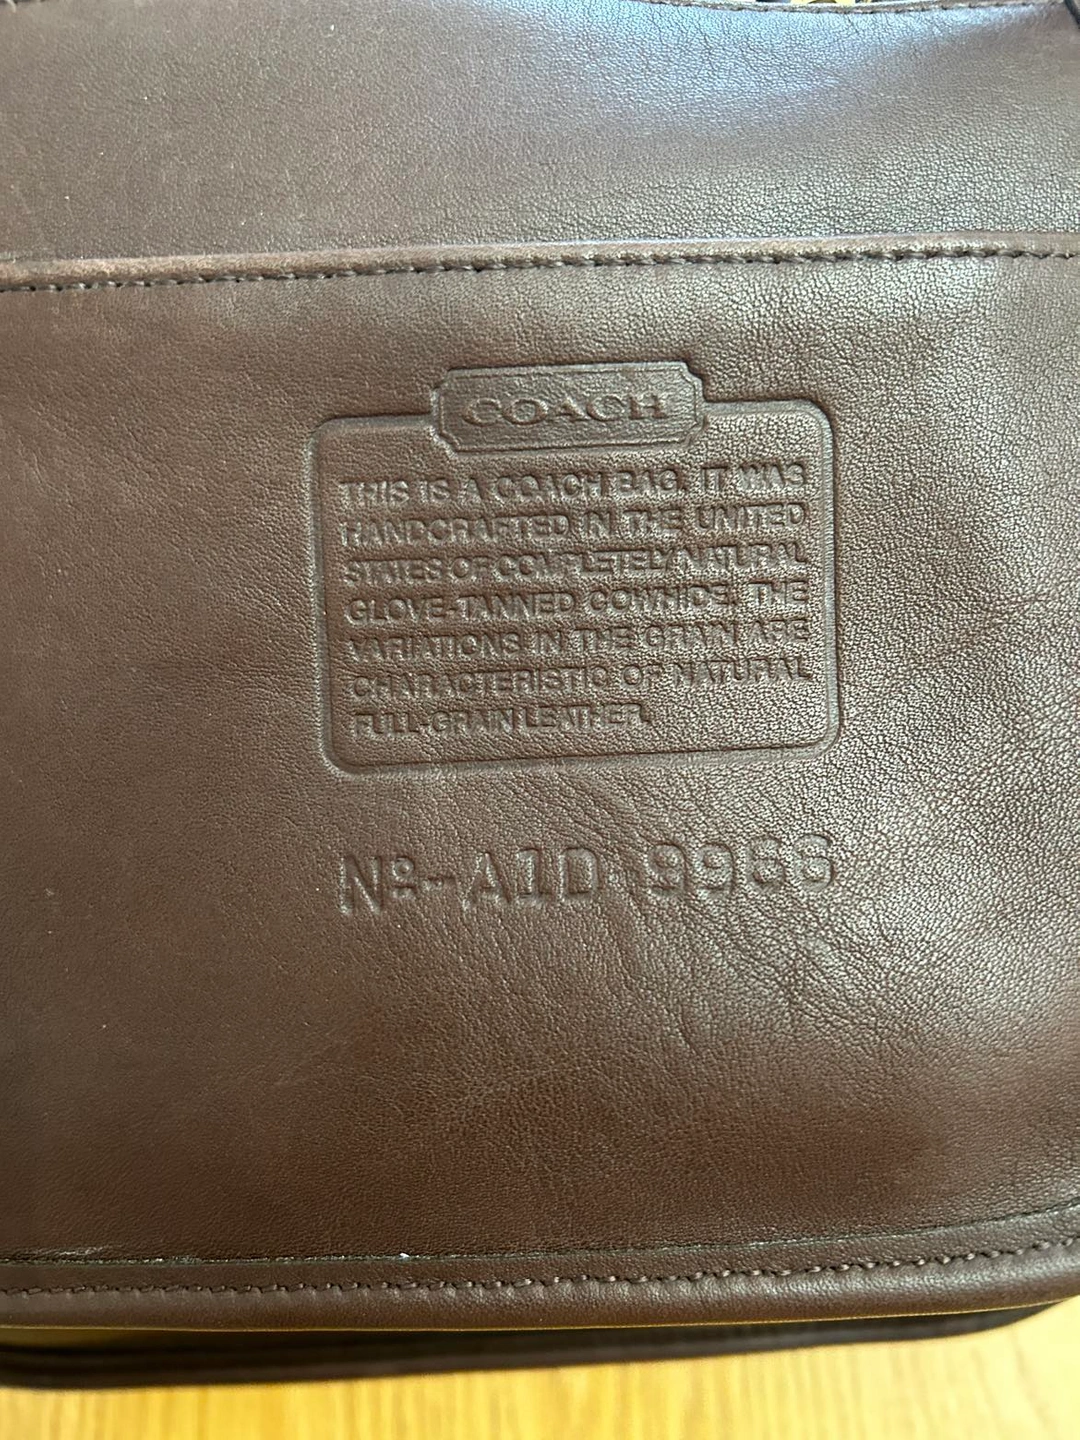 COACH
THIS IS A COACH BAG. IT WAS
HANDCRAFTED IN THE UNITED
STATES OF COMPLETELY NATURAL
GLOVE-TANNED COWHIDE. THE
VARIATIONS IN THE GRAIN ARE
CHARACTERISTIC OF NATURAL
FULL-GRAIN LEATHER.
Nº-A1D 9966